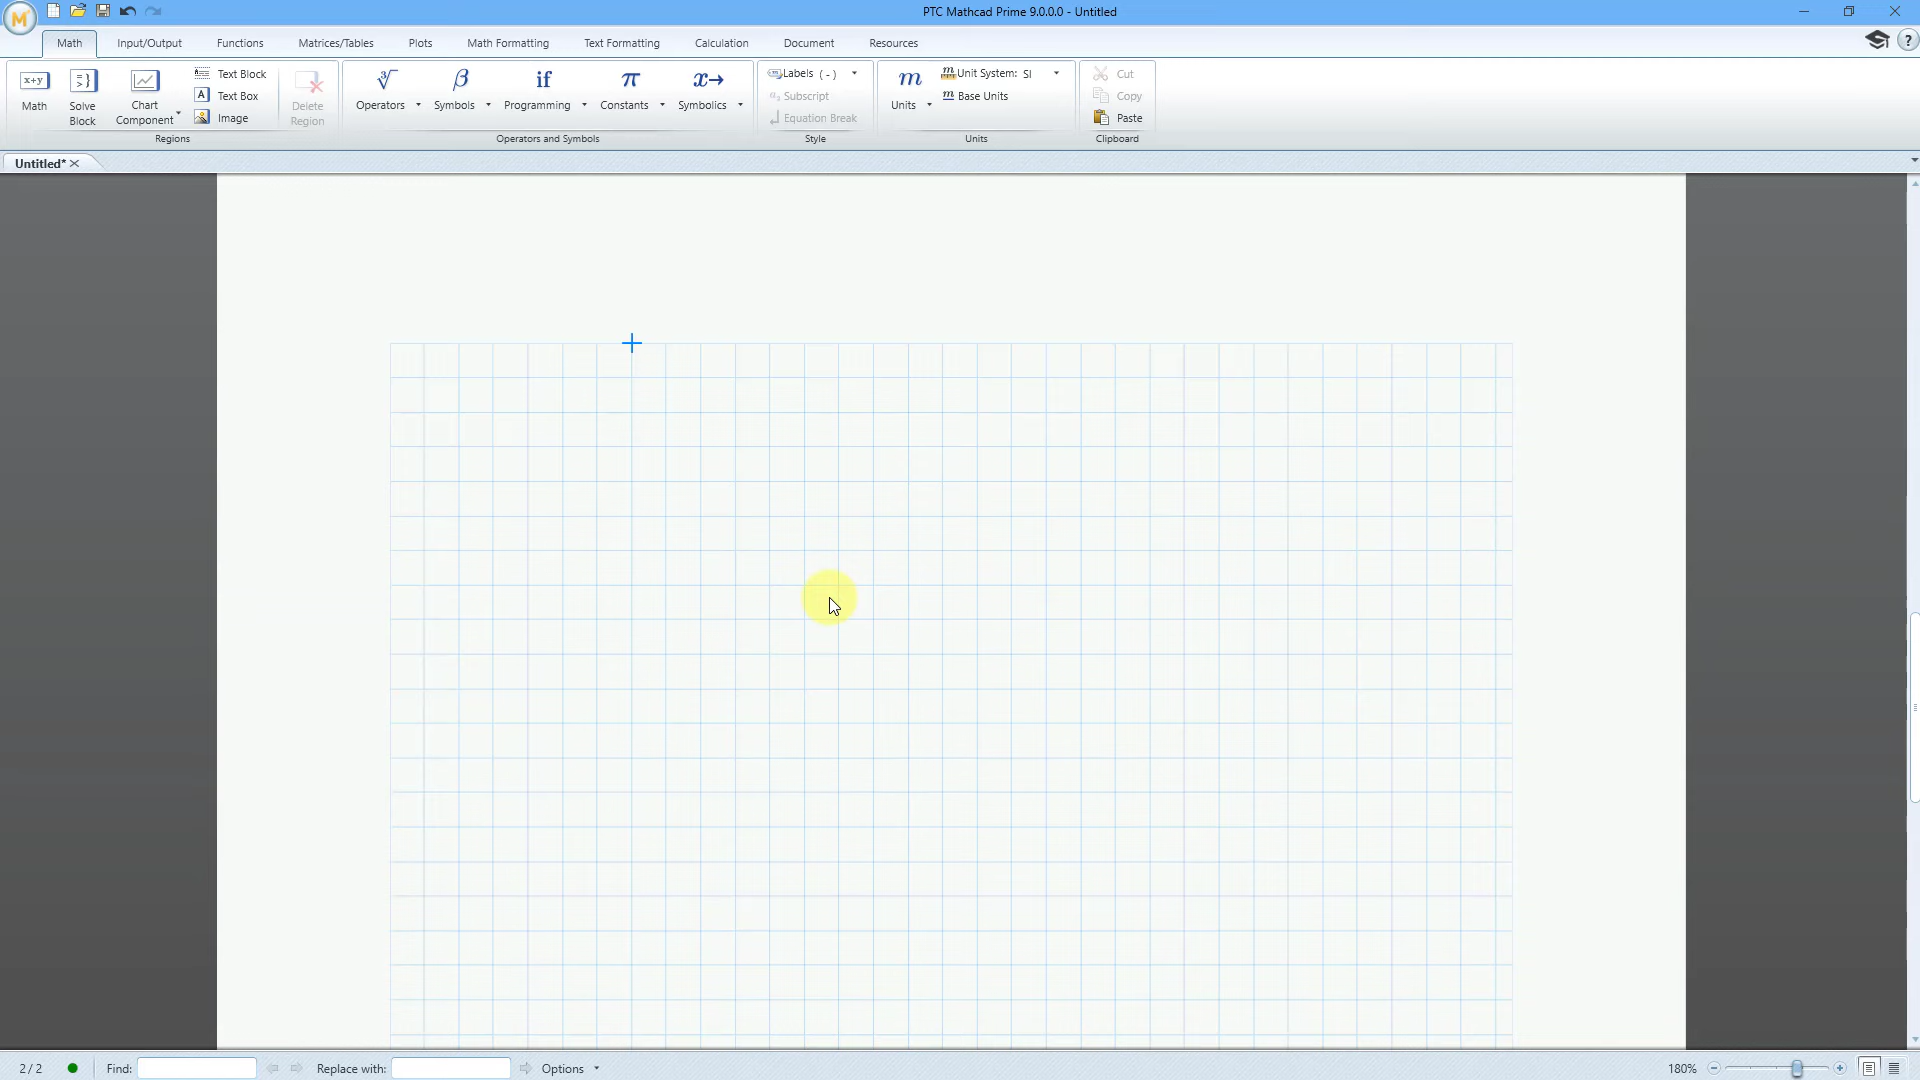 M
PTC Mathcad Prime 9.0.0.0 - Untitled
Math Input/Output Functions Matrices/Tables Plots Math Formatting Text Formatting Calculation Document Resources
?
x+y Math
Solve Block
Chart Component
Text Block
A Text Box
Image
Delete Region
Regions
3√ Operators
β Symbols
if Programming
π Constants
x→ Symbolics
Operators and Symbols
Labels ( - )
Subscript
Equation Break
Style
m Units
Unit System: SI
m Base Units
Units
Cut
Copy
Paste
Clipboard
Untitled*
2 / 2 Find: Replace with: Options 180%